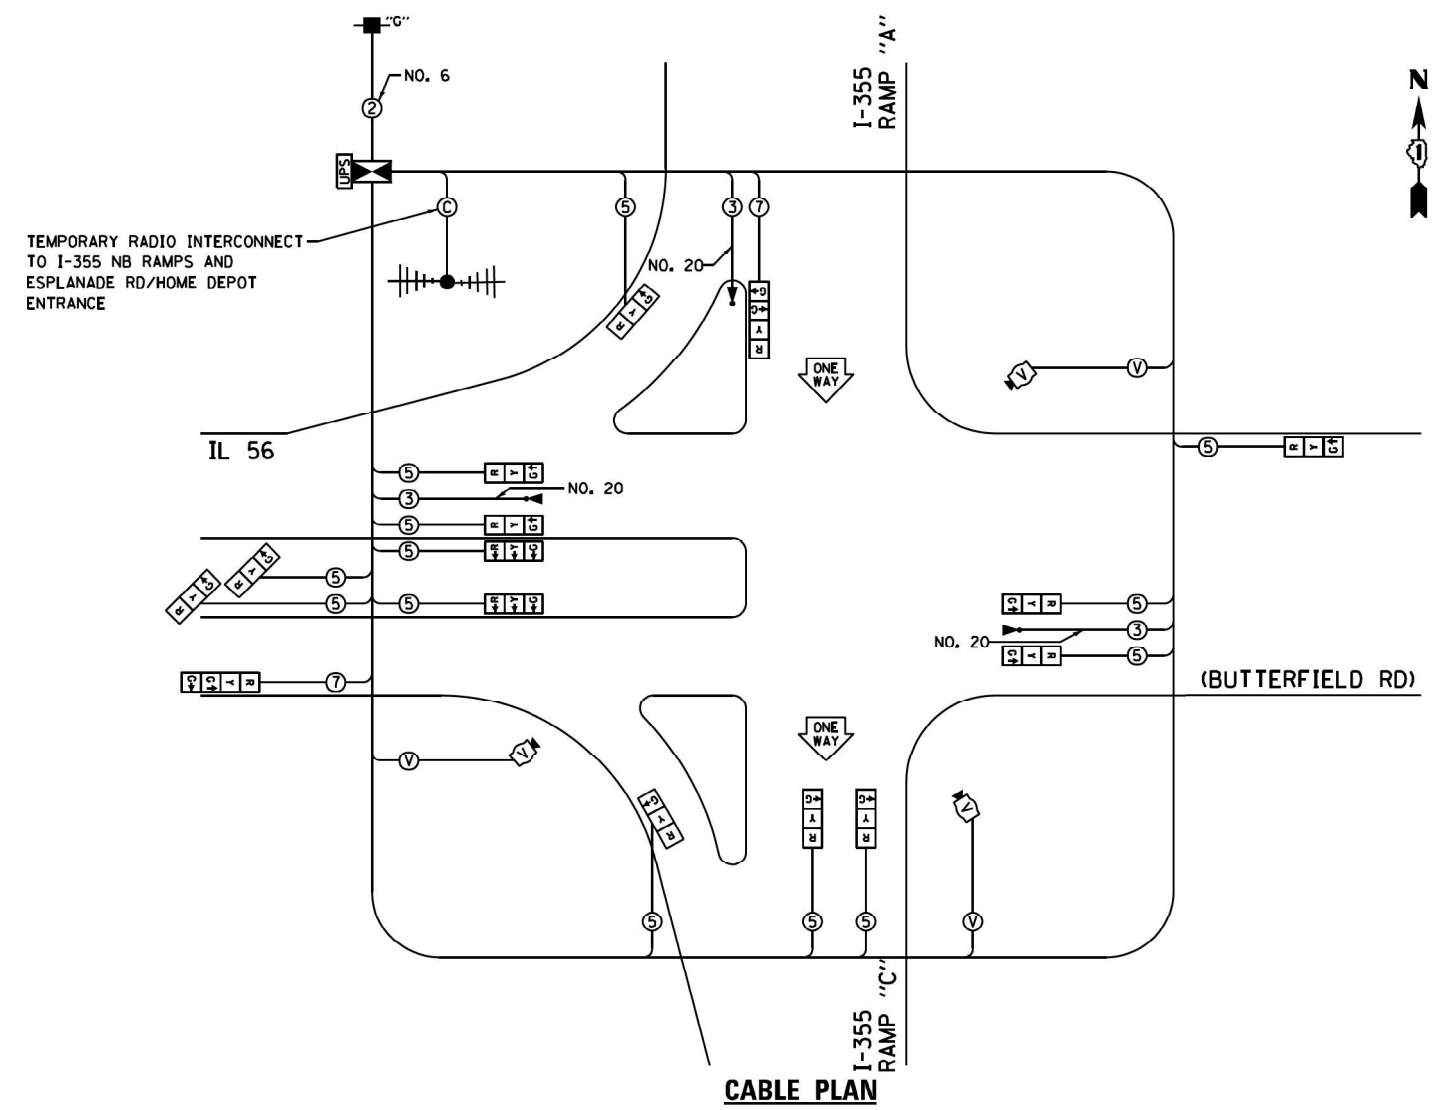 "G"
NO. 6
2
I-355
RAMP "A"
N
1
UPS
C
5
3
7
TEMPORARY RADIO INTERCONNECT
TO I-355 NB RAMPS AND
ESPLANADE RD/HOME DEPOT
ENTRANCE
NO. 20
R Y G
G
G
Y
R
ONE
WAY
V
V
IL 56
5
R Y G
5
R Y G
3
NO. 20
5
R Y G
5
R Y G
R Y G
5
R Y G
5
5
R Y G
G Y R
5
NO. 20
3
G Y R
5
G G Y R
7
(BUTTERFIELD RD)
V
V
ONE
WAY
G Y R
G
Y
R
G
Y
R
V
5
5
5
V
I-355
RAMP "C"
CABLE PLAN